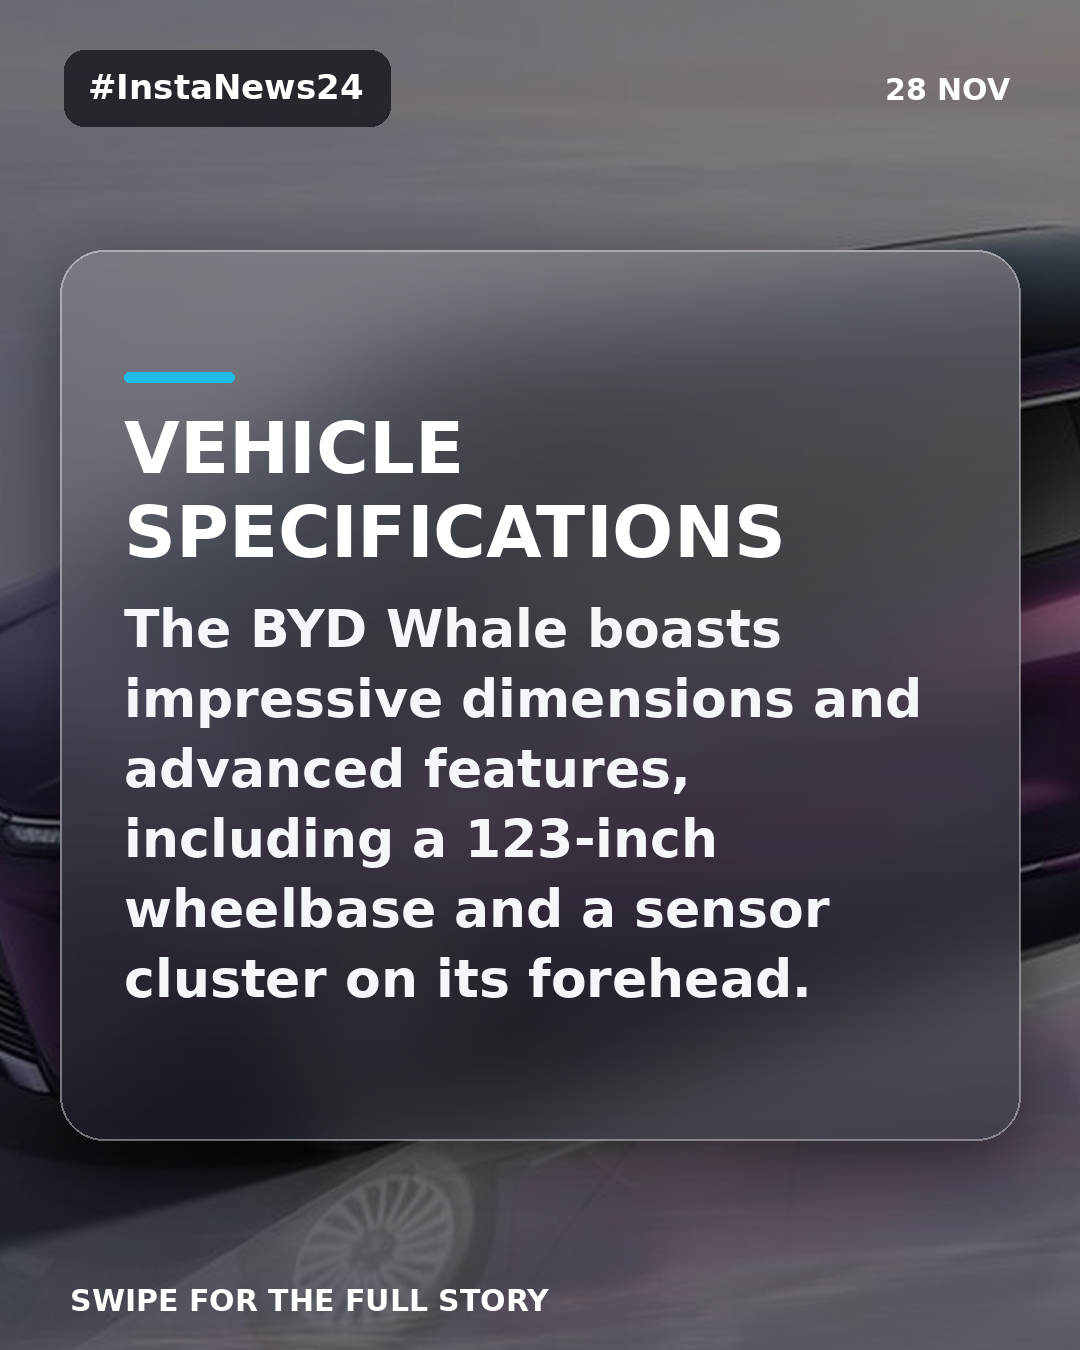 #InstaNews24
28 NOV
VEHICLE
SPECIFICATIONS
The BYD Whale boasts
impressive dimensions and
advanced features,
including a 123-inch
wheelbase and a sensor
cluster on its forehead.
SWIPE FOR THE FULL STORY